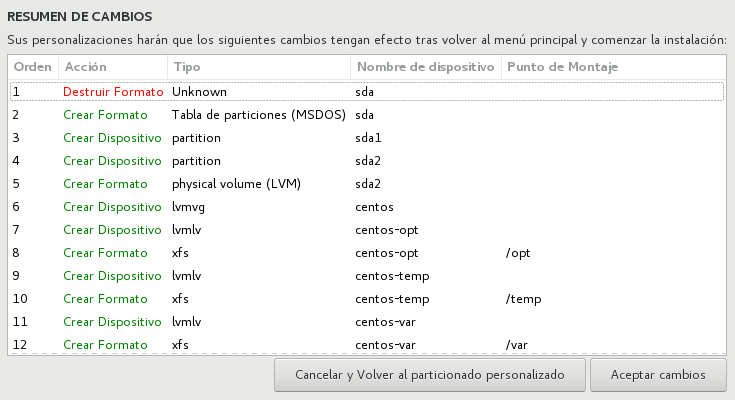 RESUMEN DE CAMBIOS
Sus personalizaciones harán que los siguientes cambios tengan efecto tras volver al menú principal y comenzar la instalación:
Orden Acción Tipo Nombre de dispositivo Punto de Montaje
1 Destruir Formato Unknown sda
2 Crear Formato Tabla de particiones (MSDOS) sda
3 Crear Dispositivo partition sda1
4 Crear Dispositivo partition sda2
5 Crear Formato physical volume (LVM) sda2
6 Crear Dispositivo lvmvg centos
7 Crear Dispositivo lvmlv centos-opt
8 Crear Formato xfs centos-opt /opt
9 Crear Dispositivo lvmlv centos-temp
10 Crear Formato xfs centos-temp /temp
11 Crear Dispositivo lvmlv centos-var
12 Crear Formato xfs centos-var /var
Cancelar y Volver al particionado personalizado Aceptar cambios